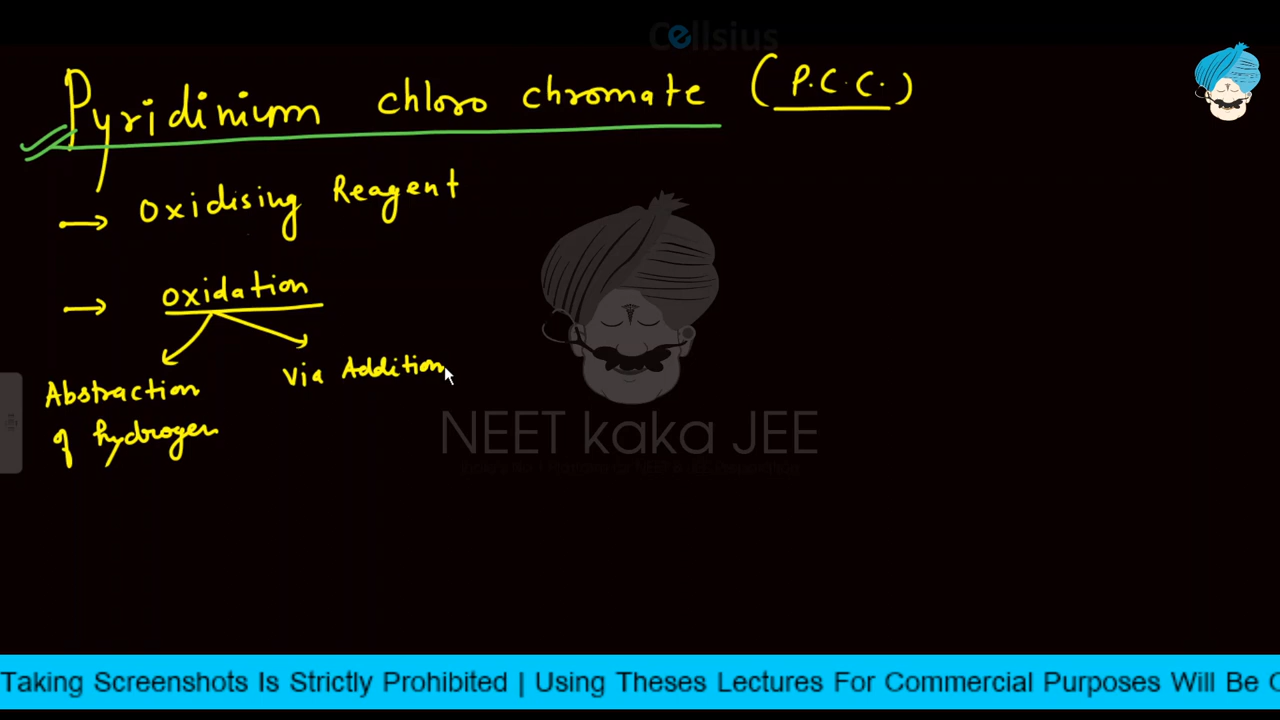 Cellsius
Pyridinium chloro chromate (P.C.C.)
→ Oxidising Reagent
→ oxidation
Abstraction
of hydrogen
via Addition
NEET kaka JEE
Taking Screenshots Is Strictly Prohibited | Using Theses Lectures For Commercial Purposes Will Be C